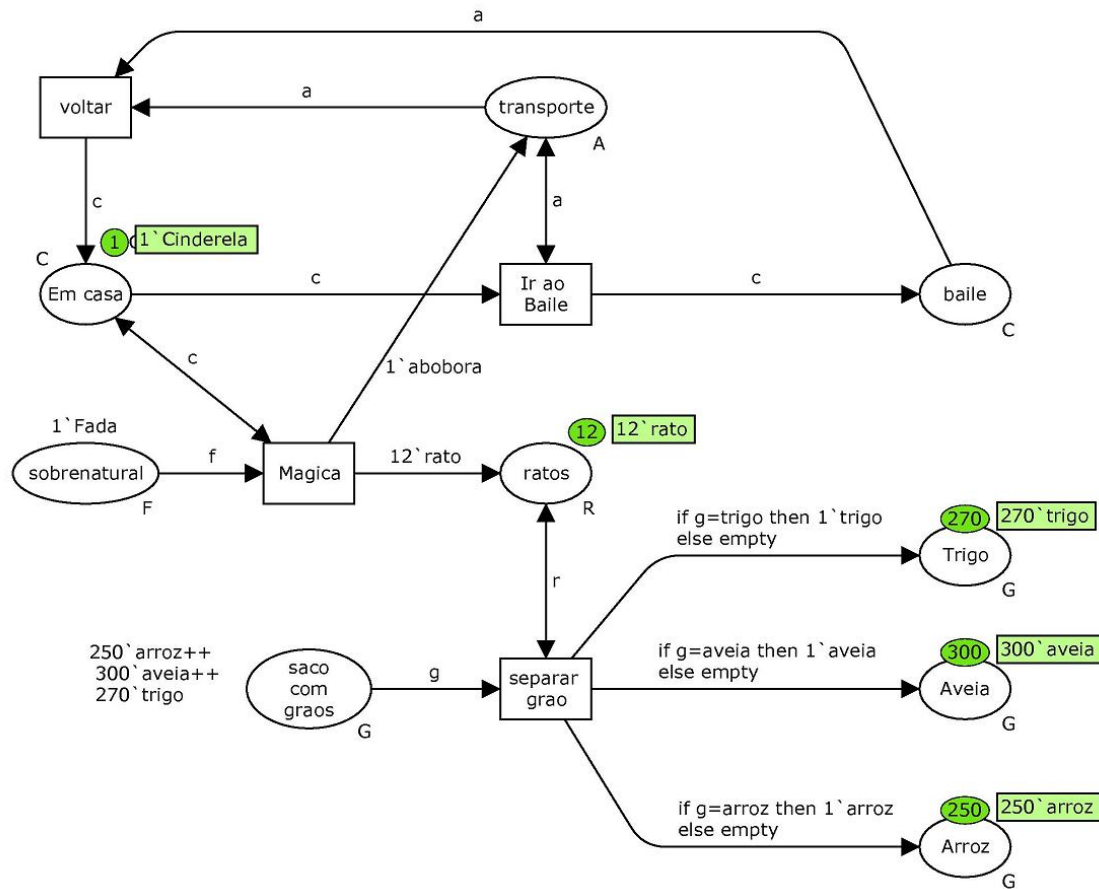 a
voltar
a
transporte
A
c
a
1
1`Cinderela
C
Em casa
c
Ir ao
Baile
c
baile
C
c
1`abobora
1`Fada
12
12`rato
sobrenatural
f
Magica
12`rato
ratos
F
R
if g=trigo then 1`trigo
else empty
270
270`trigo
Trigo
G
r
250`arroz++
300`aveia++
270`trigo
saco
com
graos
G
g
separar
grao
if g=aveia then 1`aveia
else empty
300
300`aveia
Aveia
G
if g=arroz then 1`arroz
else empty
250
250`arroz
Arroz
G